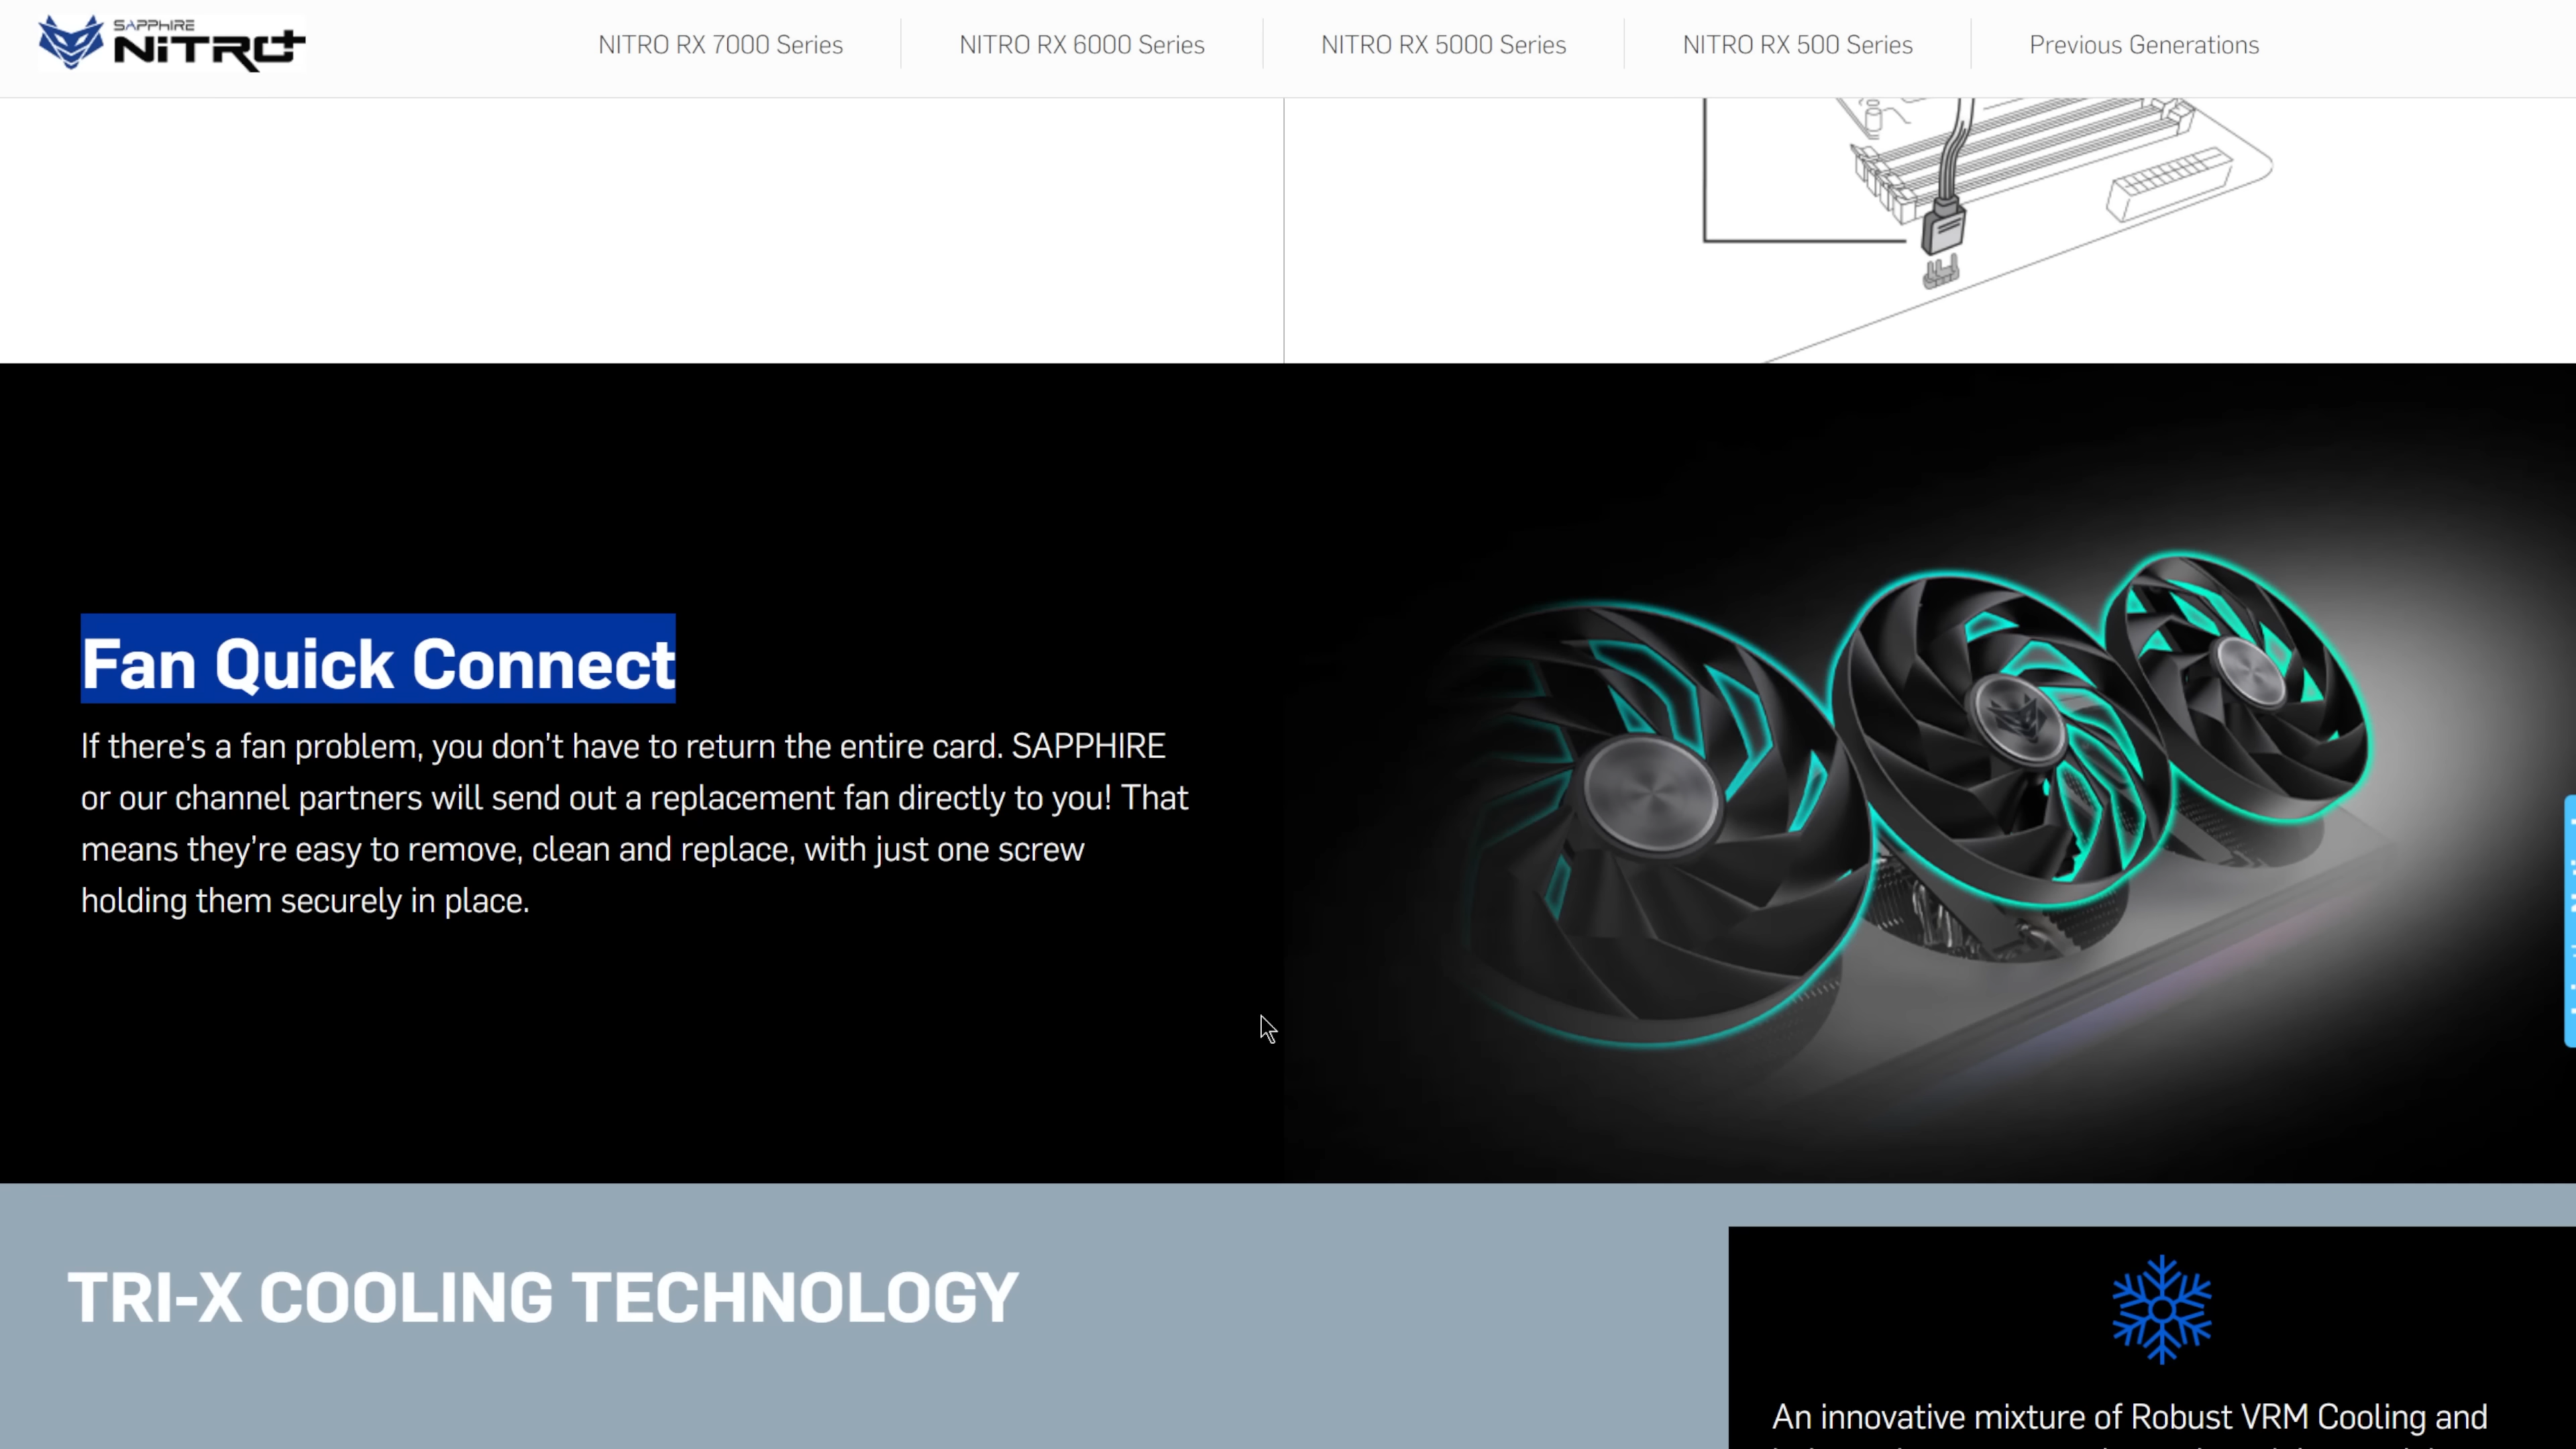 SAPPHIRE
NITRO+
NITRO RX 7000 Series
NITRO RX 6000 Series
NITRO RX 5000 Series
NITRO RX 500 Series
Previous Generations
Fan Quick Connect
If there's a fan problem, you don't have to return the entire card. SAPPHIRE
or our channel partners will send out a replacement fan directly to you! That
means they're easy to remove, clean and replace, with just one screw
holding them securely in place.
TRI-X COOLING TECHNOLOGY
An innovative mixture of Robust VRM Cooling and